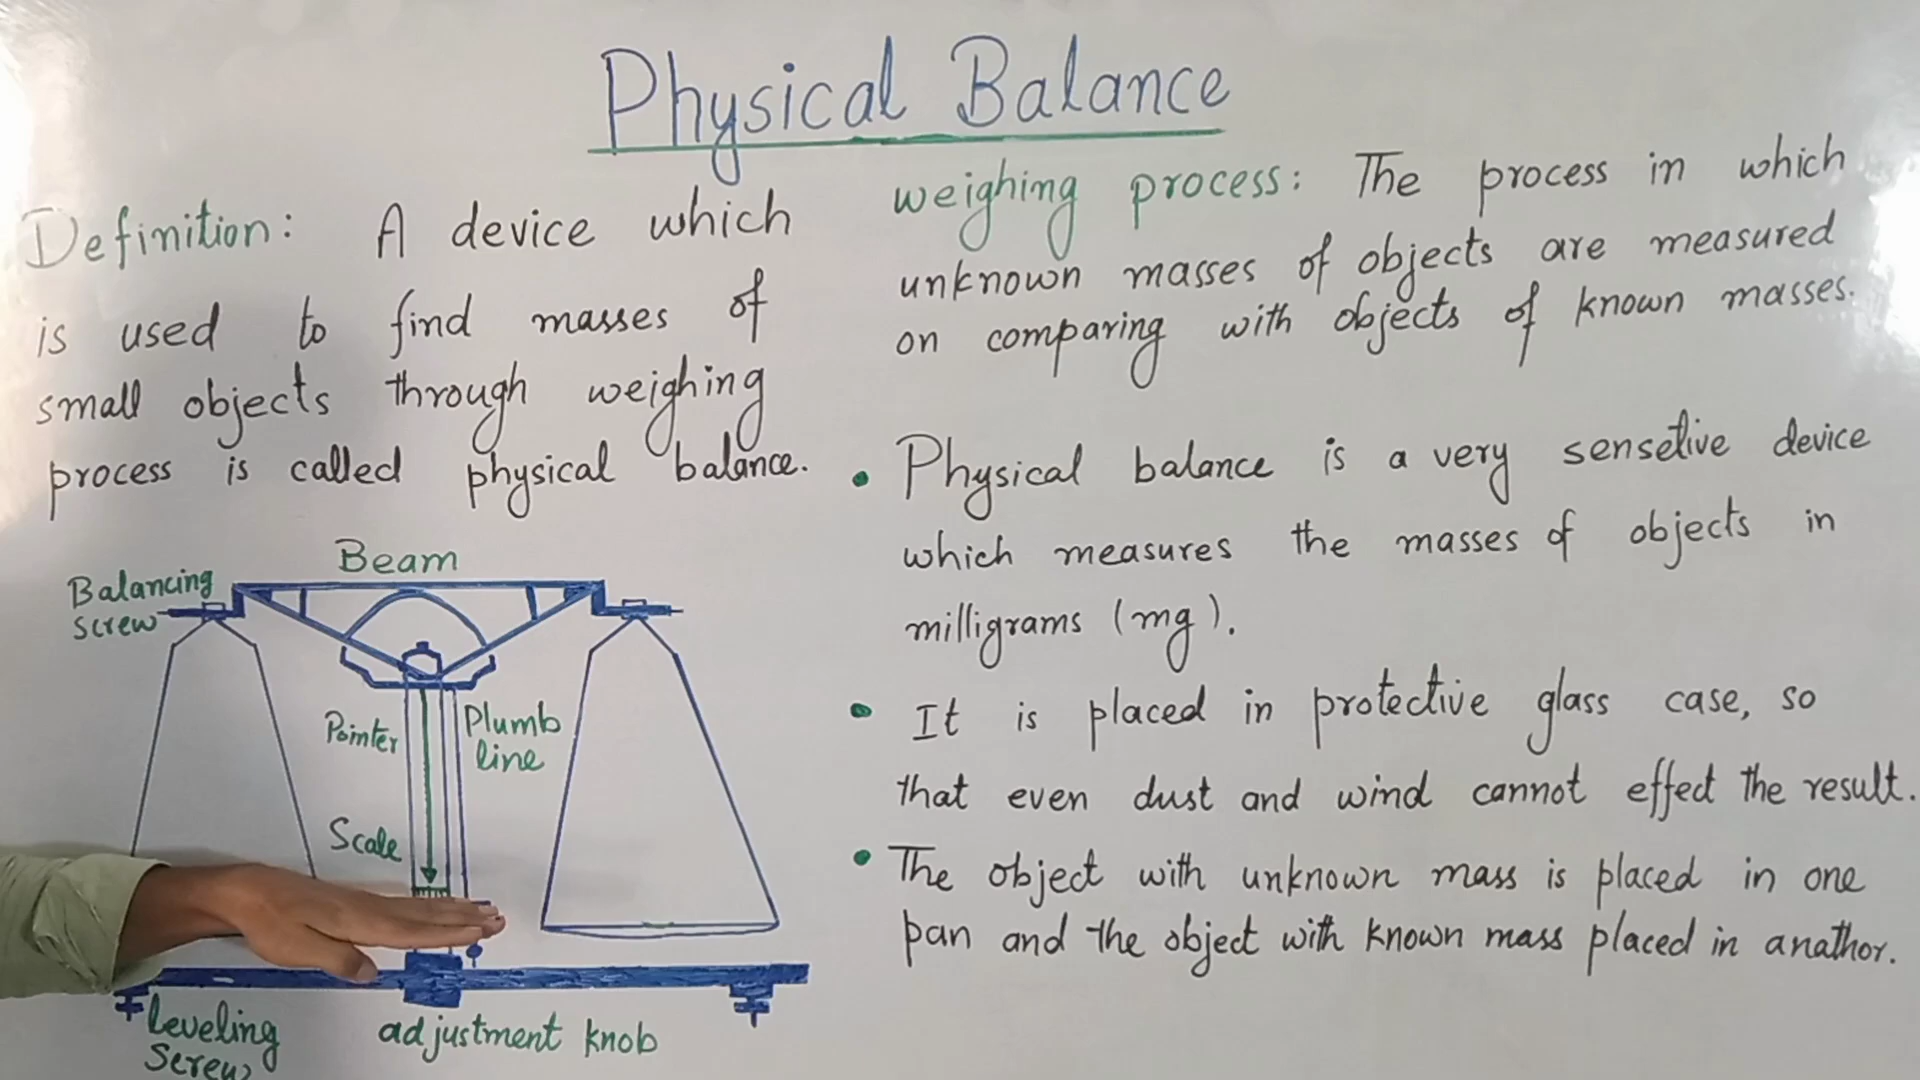 Physical Balance
Definition: A device which
is used to find masses of
small objects through weighing
process is called physical balance.
weighing process: The process in which
unknown masses of objects are measured
on comparing with objects of known masses.
• Physical balance is a very sensetive device
which measures the masses of objects in
milligrams (mg).
• It is placed in protective glass case, so
that even dust and wind cannot effect the result.
• The object with unknown mass is placed in one
pan and the object with known mass placed in anathor.
Beam
Balancing
screw
Pointer
Plumb
line
Scale
leveling
screw
adjustment knob